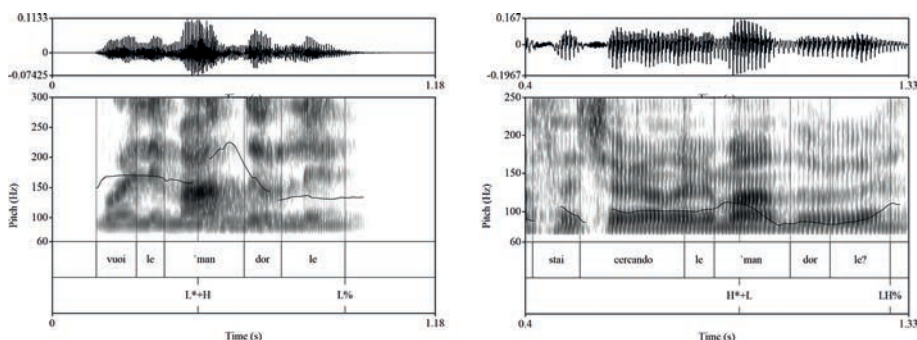 0.1133
0
-0.07425
0 1.18
Time (s)
300
250
200
150
100
60
Pitch (Hz)
vuoi le `man dor le
L*+H L%
0 1.18
Time (s)
0.167
0
-0.1967
0.4 1.33
Time (s)
250
200
150
100
60
Pitch (Hz)
stai cercando le `man dor le?
H*+L LH%
0.4 1.33
Time (s)